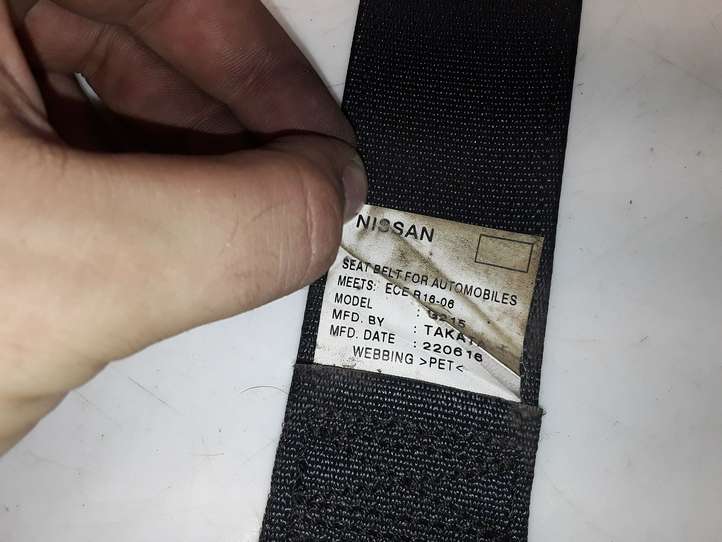 NISSAN
SEAT BELT FOR AUTOMOBILES
MEETS: ECE R16-06
MODEL :
MFD. BY :
MFD. DATE : 220616
WEBBING >PET<